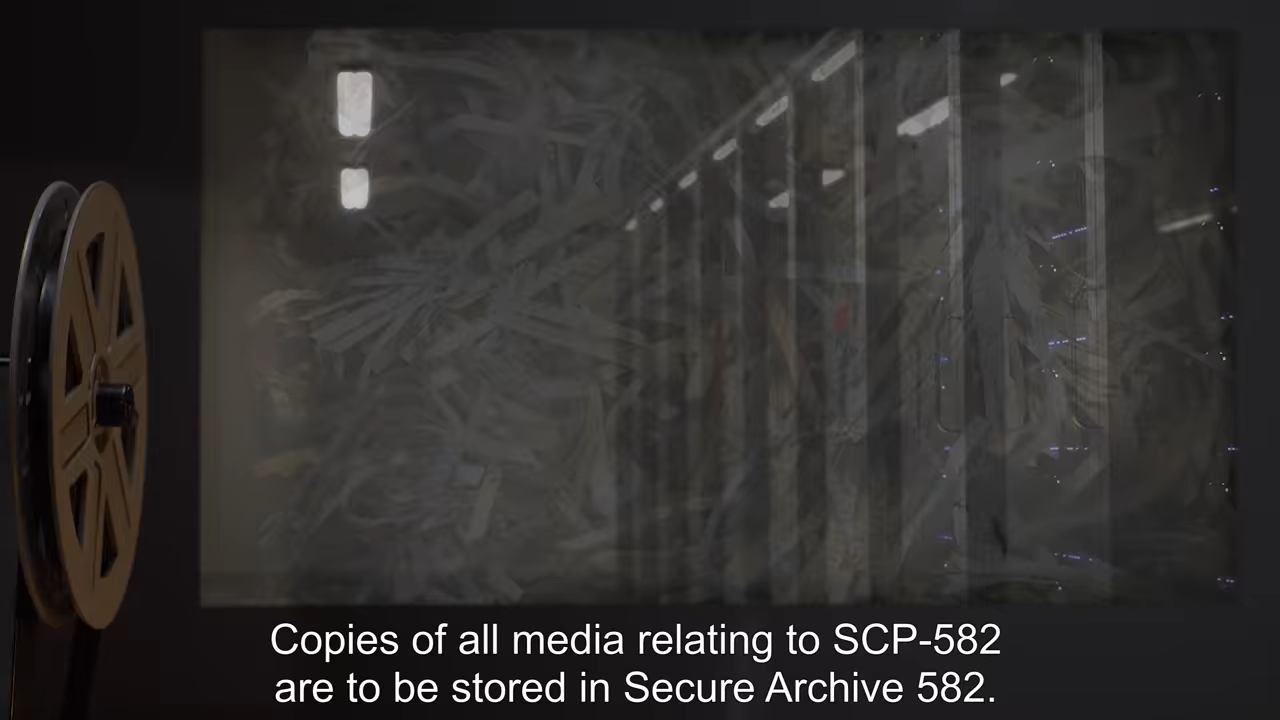 Copies of all media relating to SCP-582
are to be stored in Secure Archive 582.